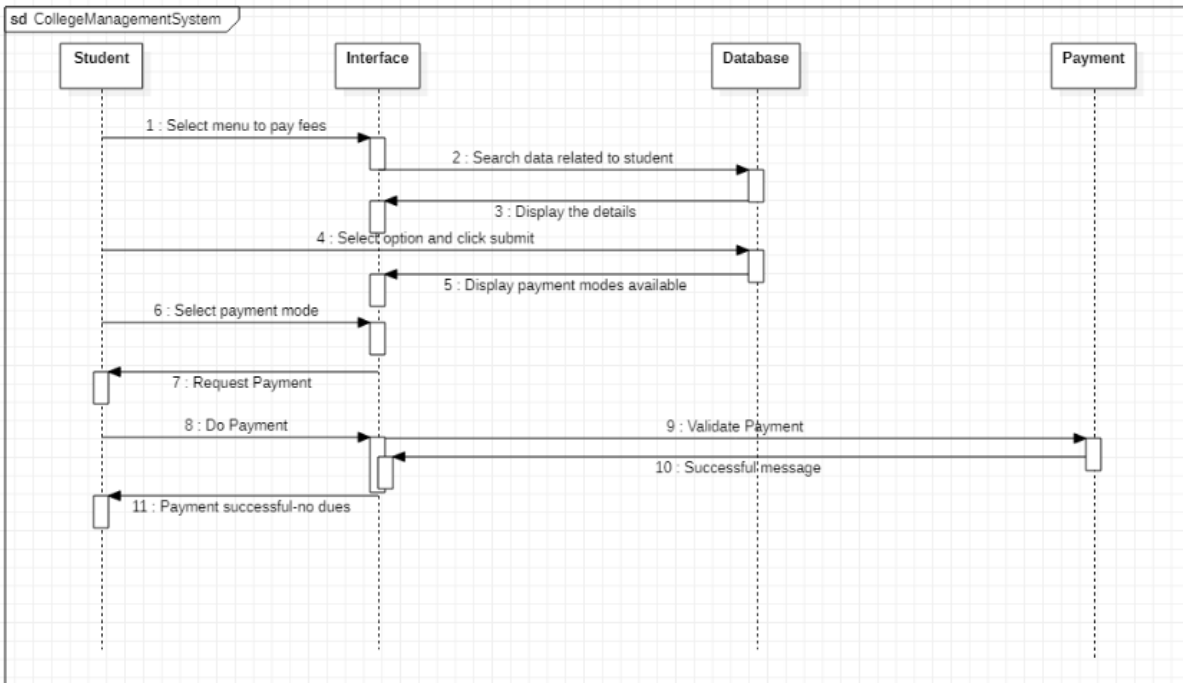 sd CollegeManagementSystem
Student
Interface
Database
Payment
1 : Select menu to pay fees
2 : Search data related to student
3 : Display the details
4 : Select option and click submit
5 : Display payment modes available
6 : Select payment mode
7 : Request Payment
8 : Do Payment
9 : Validate Payment
10 : Successful message
11 : Payment successful-no dues